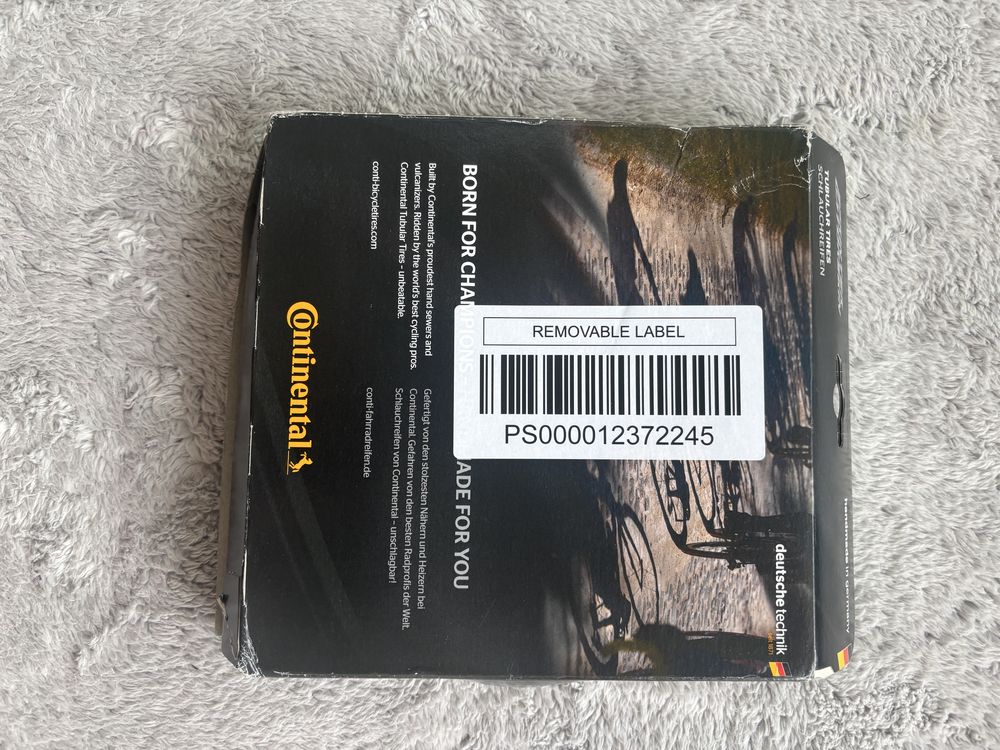 TUBULAR TIRES
SCHLAUCHREIFEN
handmade in germany
deutsche technik
BORN FOR CHAMPIONS
MADE FOR YOU
Built by Continental's proudest hand sewers and
vulcanizers. Ridden by the world's best cycling pros.
Continental Tubular Tires – unbeatable.
conti-bicycletires.com
Gefertigt von den stolzesten Nähern und Heizern bei
Continental. Gefahren von den besten Radprofis der Welt.
Schlauchreifen von Continental – unschlagbar!
conti-fahrradreifen.de
Continental
REMOVABLE LABEL
PS000012372245